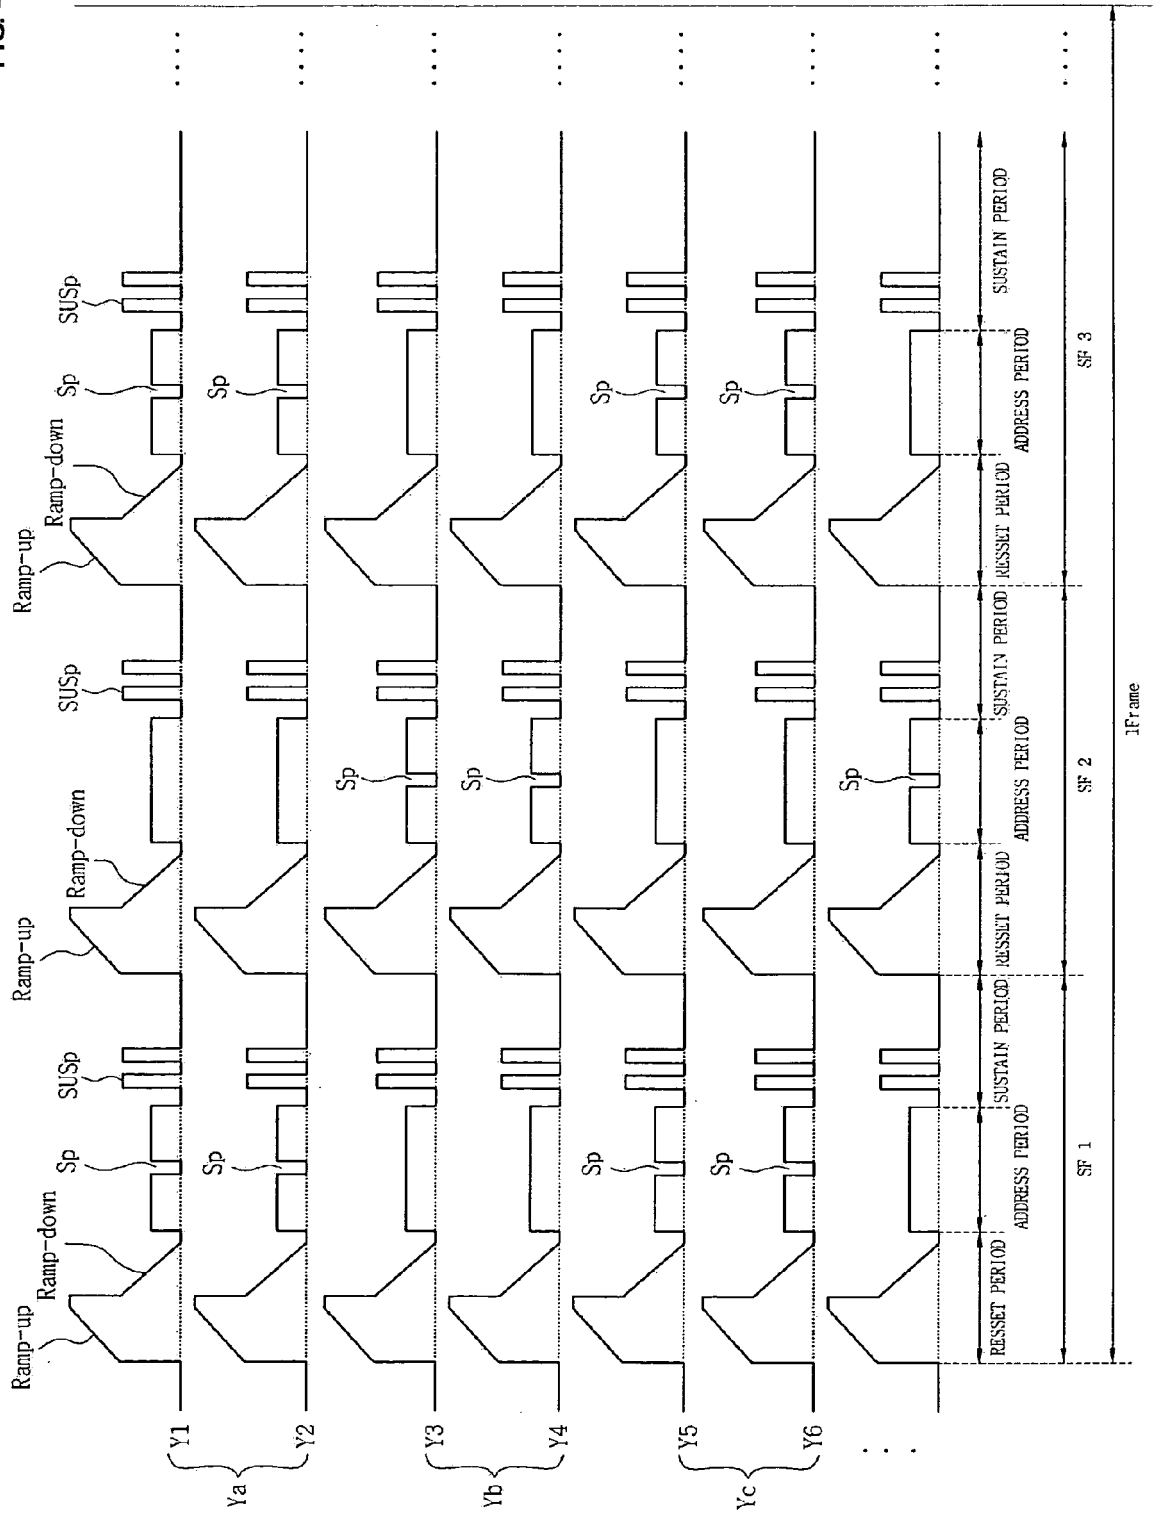 Ramp-up
Ramp-down
Sp
SUSp
Ramp-up
Ramp-down
SUSp
Ramp-up
Ramp-down
Sp
SUSp
Ya
Y1
. . . .
Y2
Sp
Sp
. . . .
Yb
Y3
Sp
. . . .
Y4
Sp
. . . .
Yc
Y5
Sp
Sp
. . . .
Y6
Sp
Sp
. . . .
. . .
Sp
. . . .
RESSET PERIOD
ADDRESS PERIOD
SUSTAIN PERIOD
RESSET PERIOD
ADDRESS PERIOD
SUSTAIN PERIOD
RESSET PERIOD
ADDRESS PERIOD
SUSTAIN PERIOD
SF 1
SF 2
SF 3
. . . .
1Frame